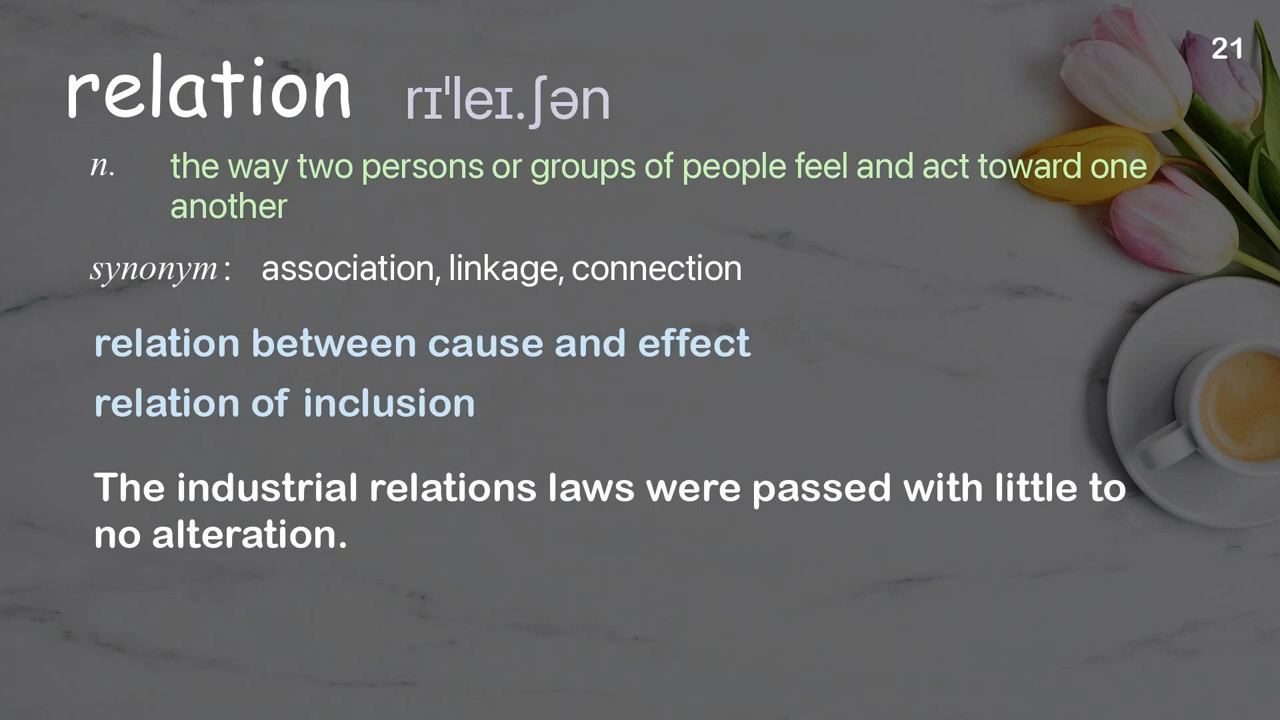 21
relation rɪˈleɪ.ʃən
n. the way two persons or groups of people feel and act toward one
another
synonym: association, linkage, connection
relation between cause and effect
relation of inclusion
The industrial relations laws were passed with little to
no alteration.